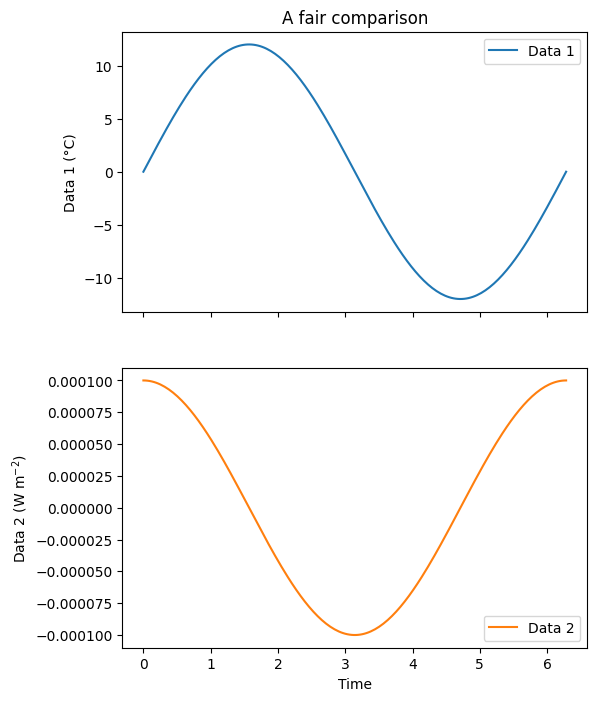 A fair comparison
Data 1
10
5
0
−5
−10
Data 1 (°C)
0.000100
0.000075
0.000050
0.000025
0.000000
−0.000025
−0.000050
−0.000075
−0.000100
Data 2 (W m⁻²)
Data 2
0 1 2 3 4 5 6
Time